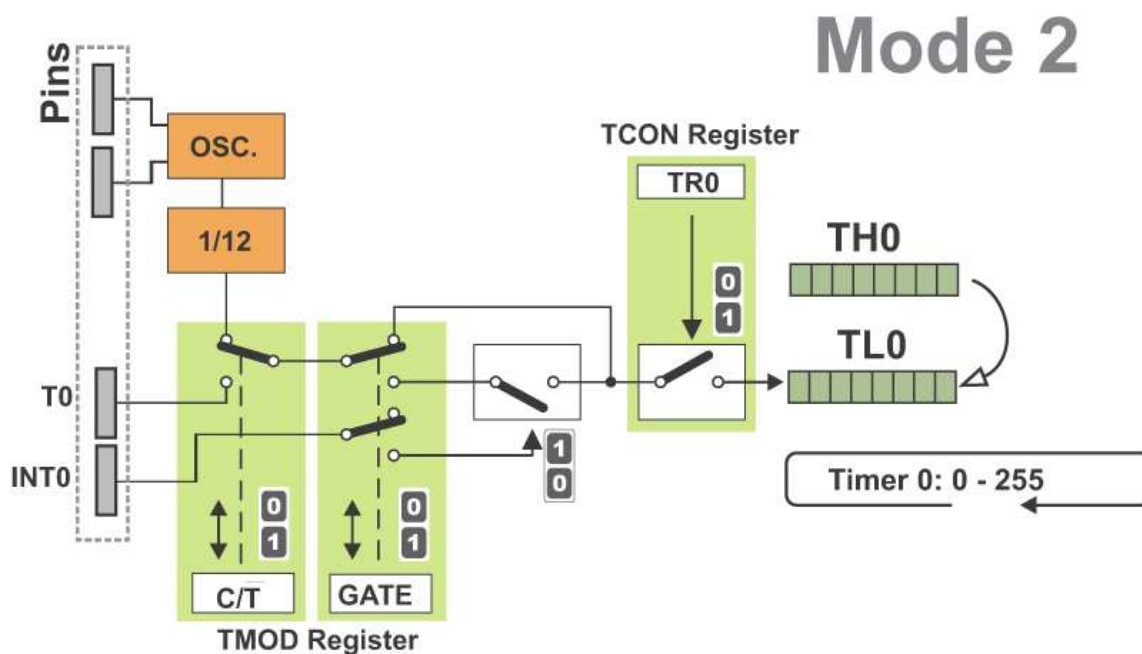 Mode 2
Pins
OSC.
1/12
TCON Register
TR0
0
1
TH0
TL0
T0
INT0
1
0
0
1
0
1
Timer 0: 0 - 255
C/T̅
GATE
TMOD Register